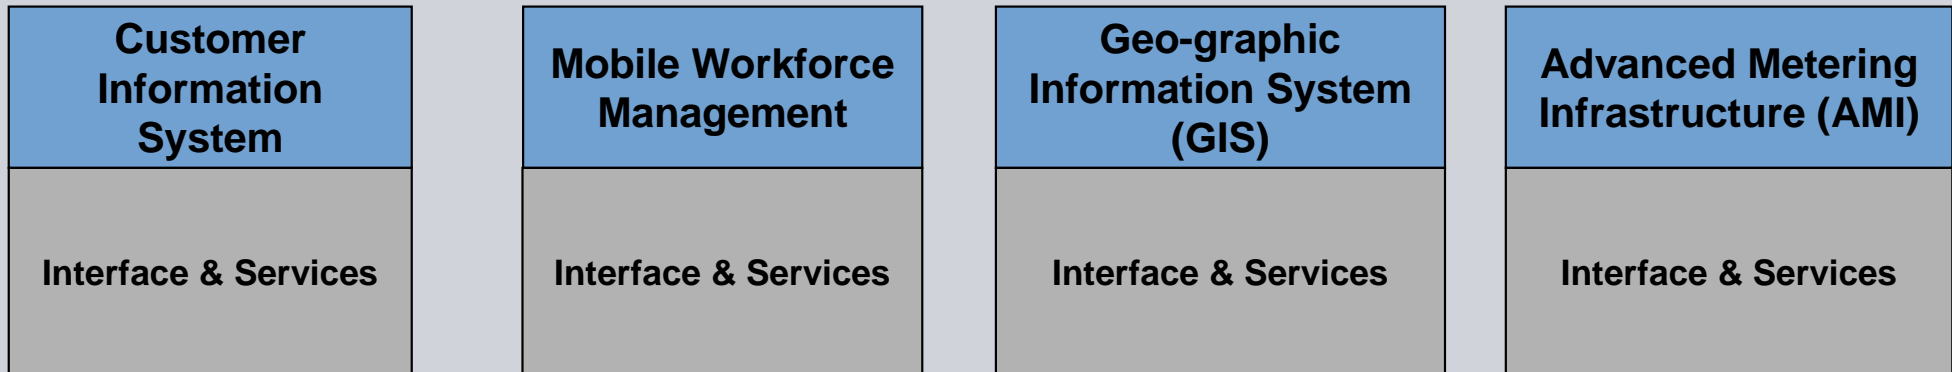 Customer
Information
System
Mobile Workforce
Management
Geo-graphic
Information System
(GIS)
Advanced Metering
Infrastructure (AMI)
Interface & Services
Interface & Services
Interface & Services
Interface & Services